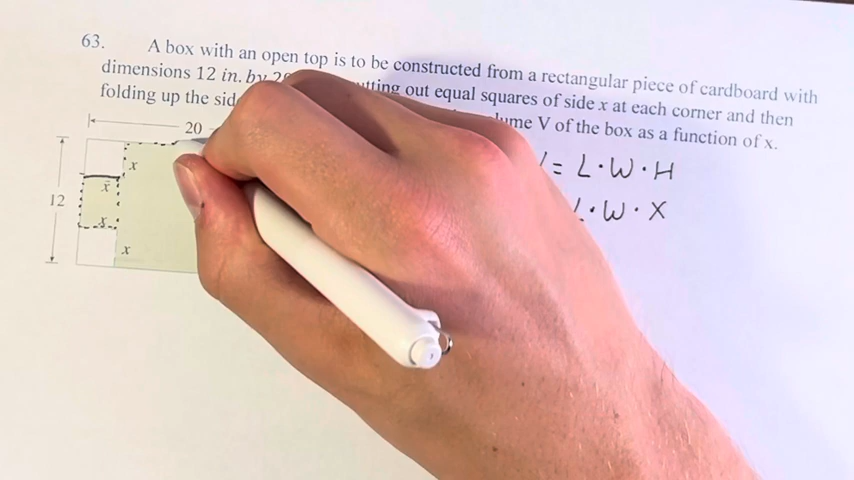 63. A box with an open top is to be constructed from a rectangular piece of cardboard with
dimensions 12 in. by 20 cutting out equal squares of side x at each corner and then
folding up the sid V of the box as a function of x.
20
= L·W·H
·W·X
x
x
12
x
x